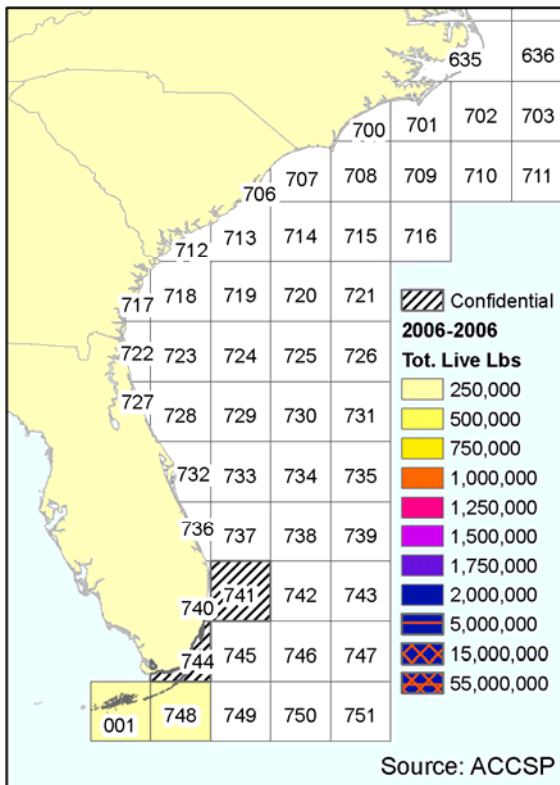 635 636
700 701 702 703
706 707 708 709 710 711
712 713 714 715 716
717 718 719 720 721
722 723 724 725 726
727 728 729 730 731
732 733 734 735
736 737 738 739
740 741 742 743
744 745 746 747
001 748 749 750 751
Confidential
2006-2006
Tot. Live Lbs
250,000
500,000
750,000
1,000,000
1,250,000
1,500,000
1,750,000
2,000,000
5,000,000
15,000,000
55,000,000
Source: ACCSP